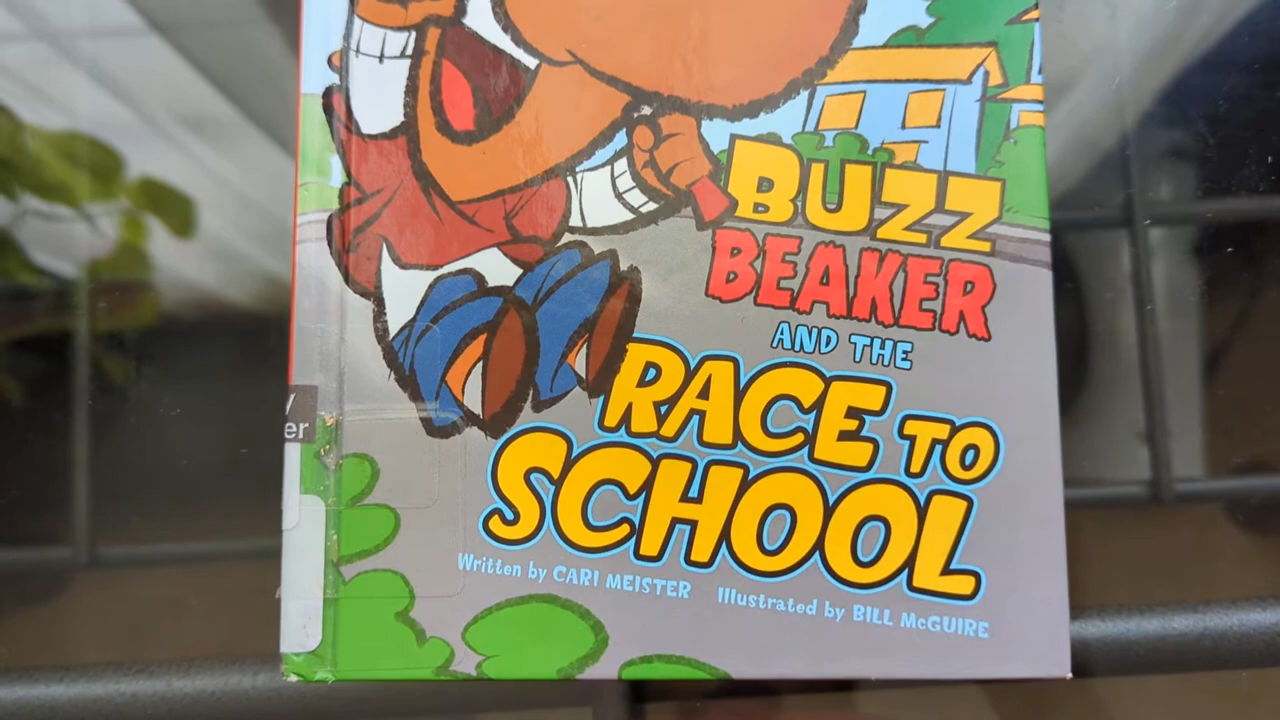 BUZZ
BEAKER
AND THE
RACE TO
SCHOOL
Written by CARI MEISTER Illustrated by BILL McGUIRE
er